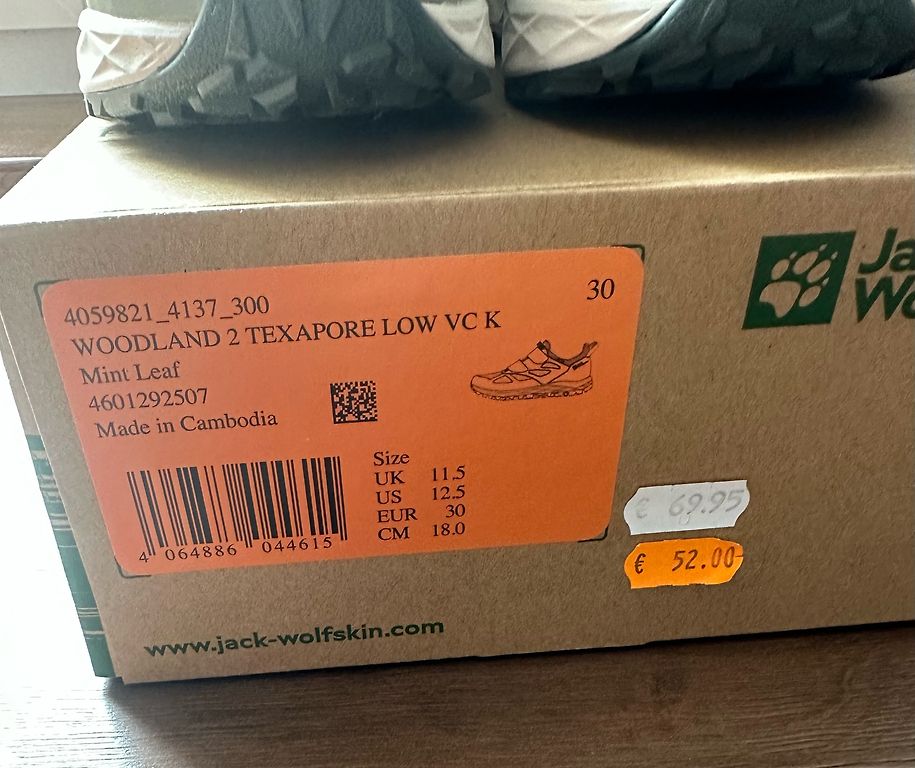 4059821_4137_300
30
WOODLAND 2 TEXAPORE LOW VC K
Mint Leaf
4601292507
Made in Cambodia
Size
UK 11.5
US 12.5
EUR 30
CM 18.0
4 064886 044615
€ 69.95
€ 52.00
www.jack-wolfskin.com